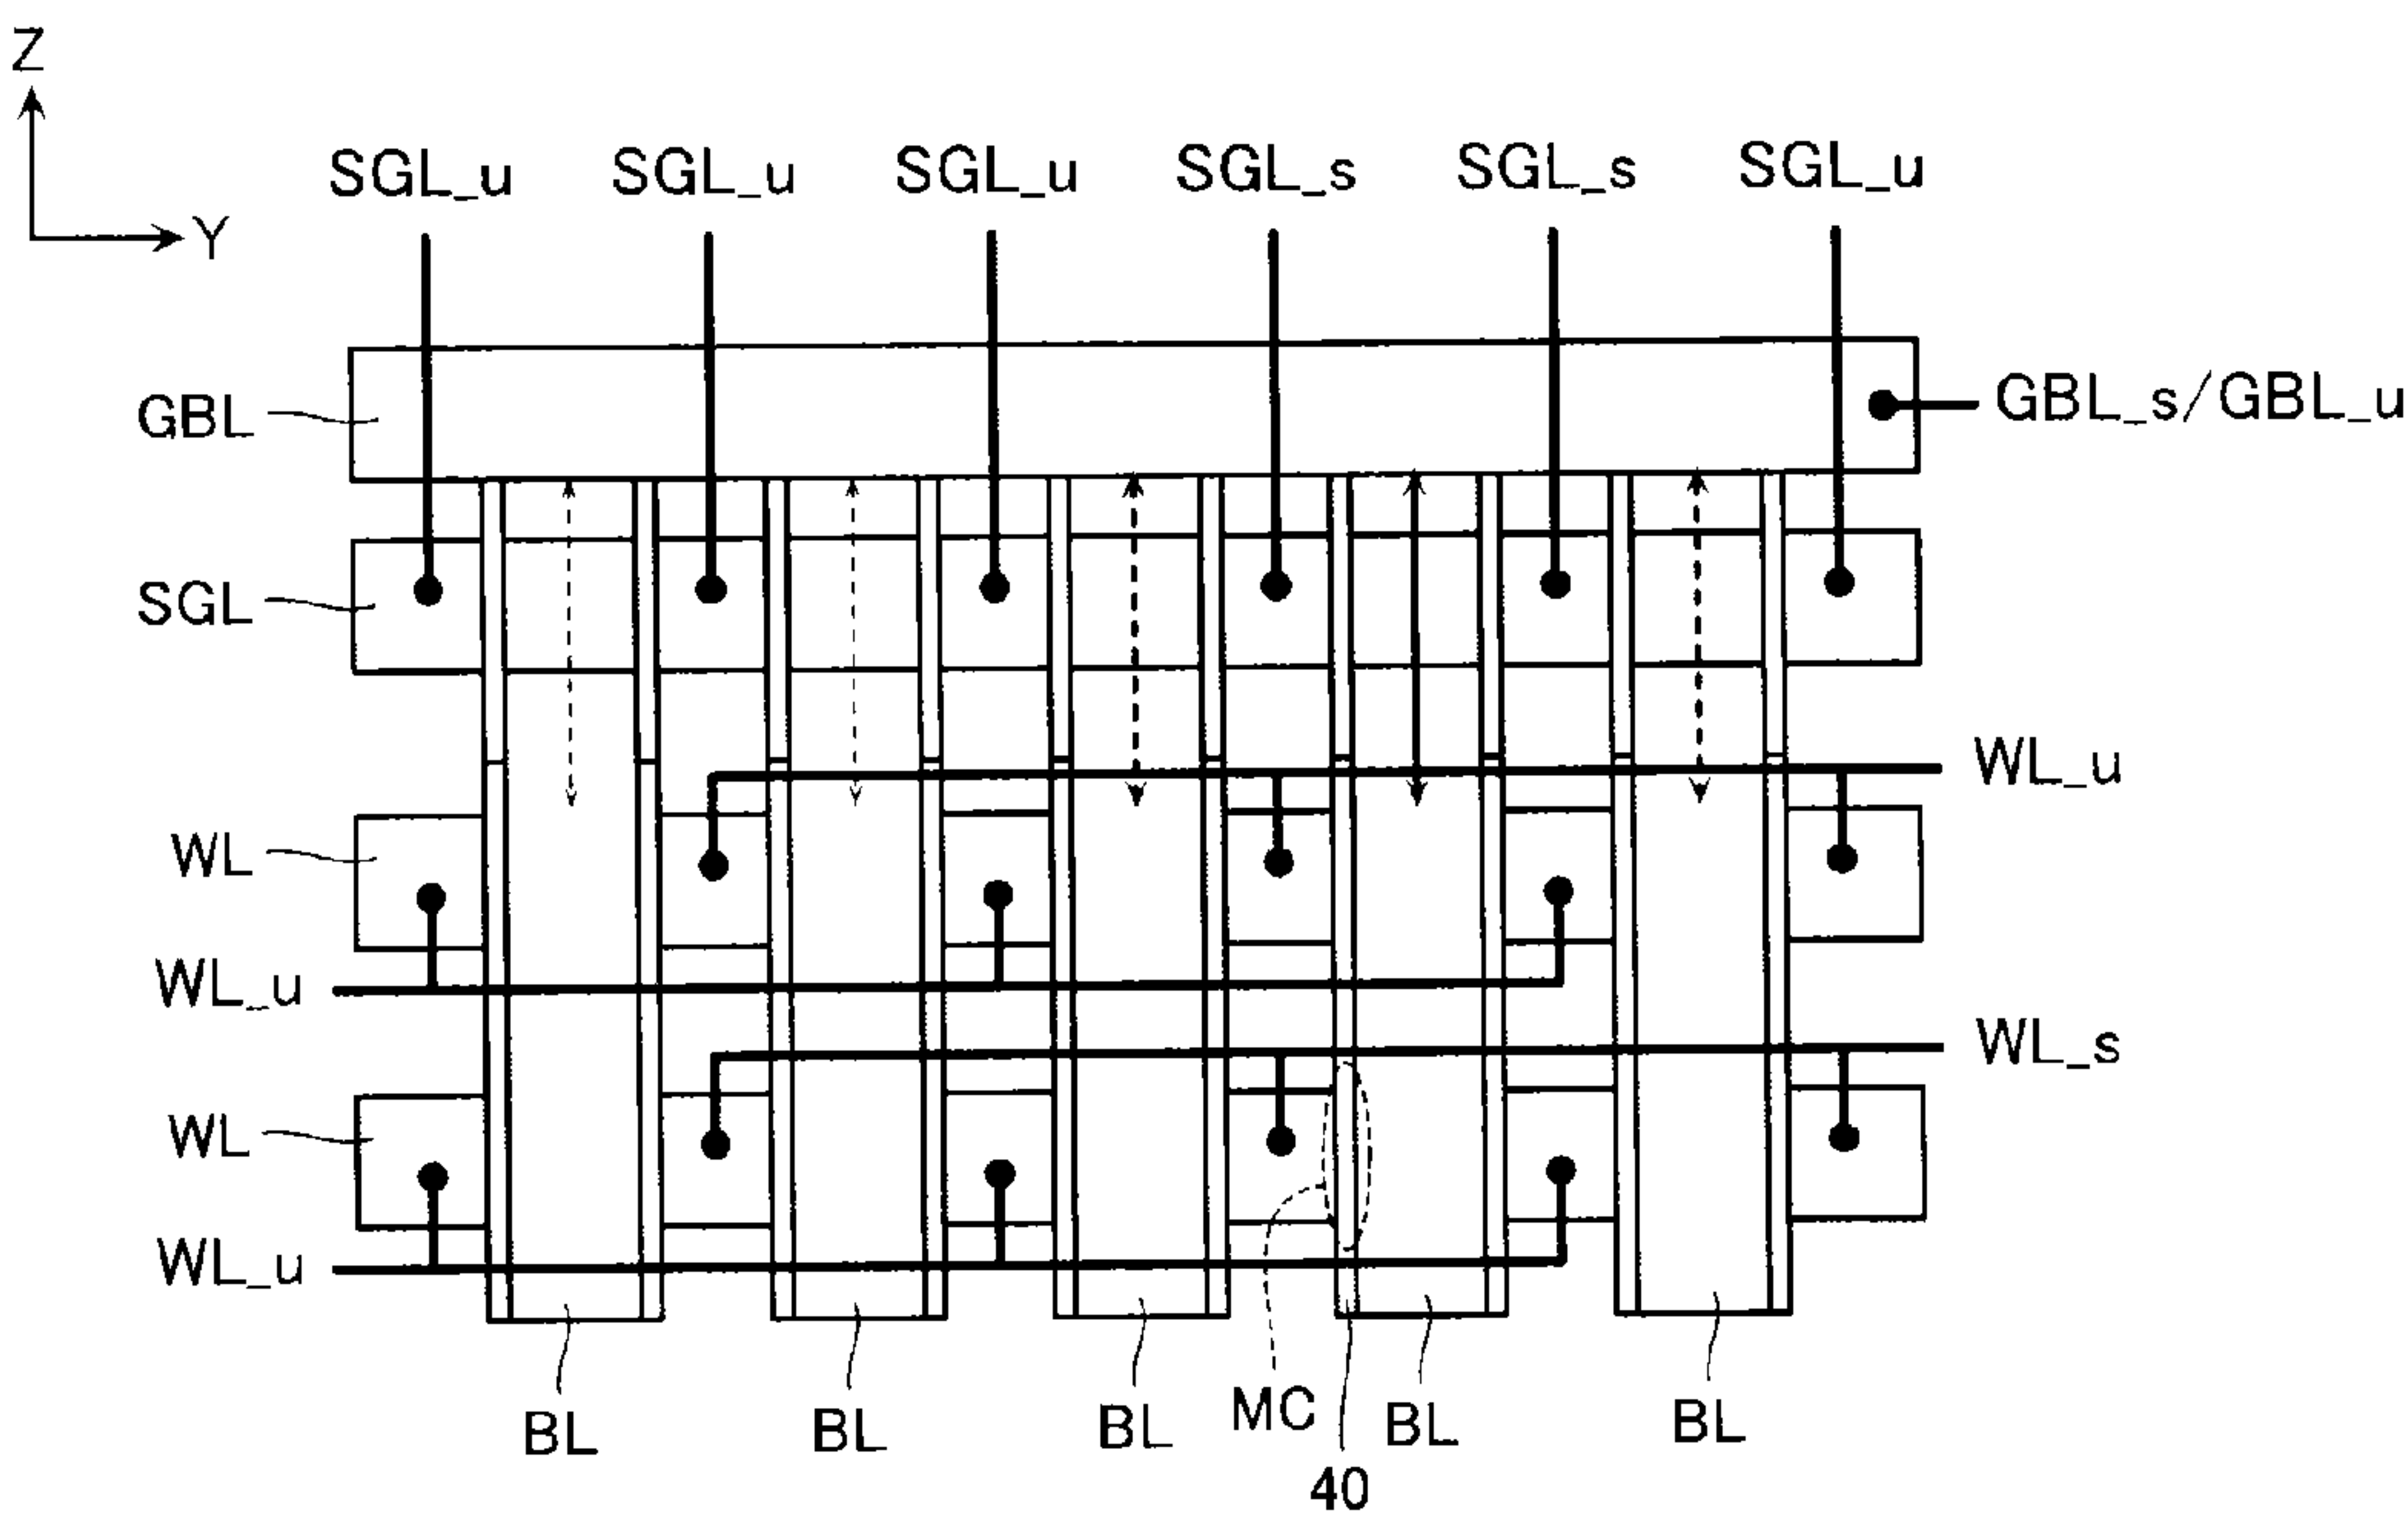 Z
SGL_u SGL_u SGL_u SGL_s SGL_s SGL_u
Y
GBL GBL_s/GBL_u
SGL
WL_u
WL
WL_u
WL_s
WL
WL_u
BL BL BL MC BL BL
40